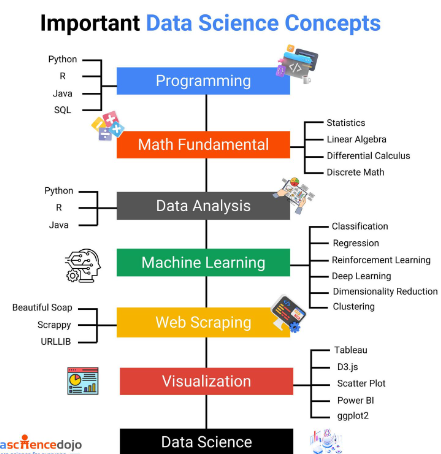 Important Data Science Concepts
Python
R
Java
SQL
Programming
Math Fundamental
Statistics
Linear Algebra
Differential Calculus
Discrete Math
Python
R
Java
Data Analysis
Machine Learning
Classification
Regression
Reinforcement Learning
Deep Learning
Dimensionality Reduction
Clustering
Beautiful Soap
Scrappy
URLLIB
Web Scraping
Visualization
Tableau
D3.js
Scatter Plot
Power BI
ggplot2
Data Science
asciencedojo